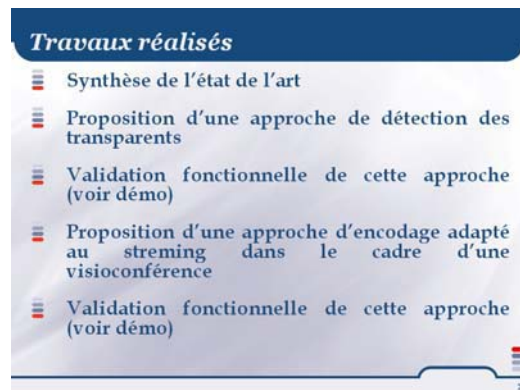 Travaux réalisés
Synthèse de l'état de l'art
Proposition d'une approche de détection des
transparents
Validation fonctionnelle de cette approche
(voir démo)
Proposition d'une approche d'encodage adapté
au streming dans le cadre d'une
visioconférence
Validation fonctionnelle de cette approche
(voir démo)